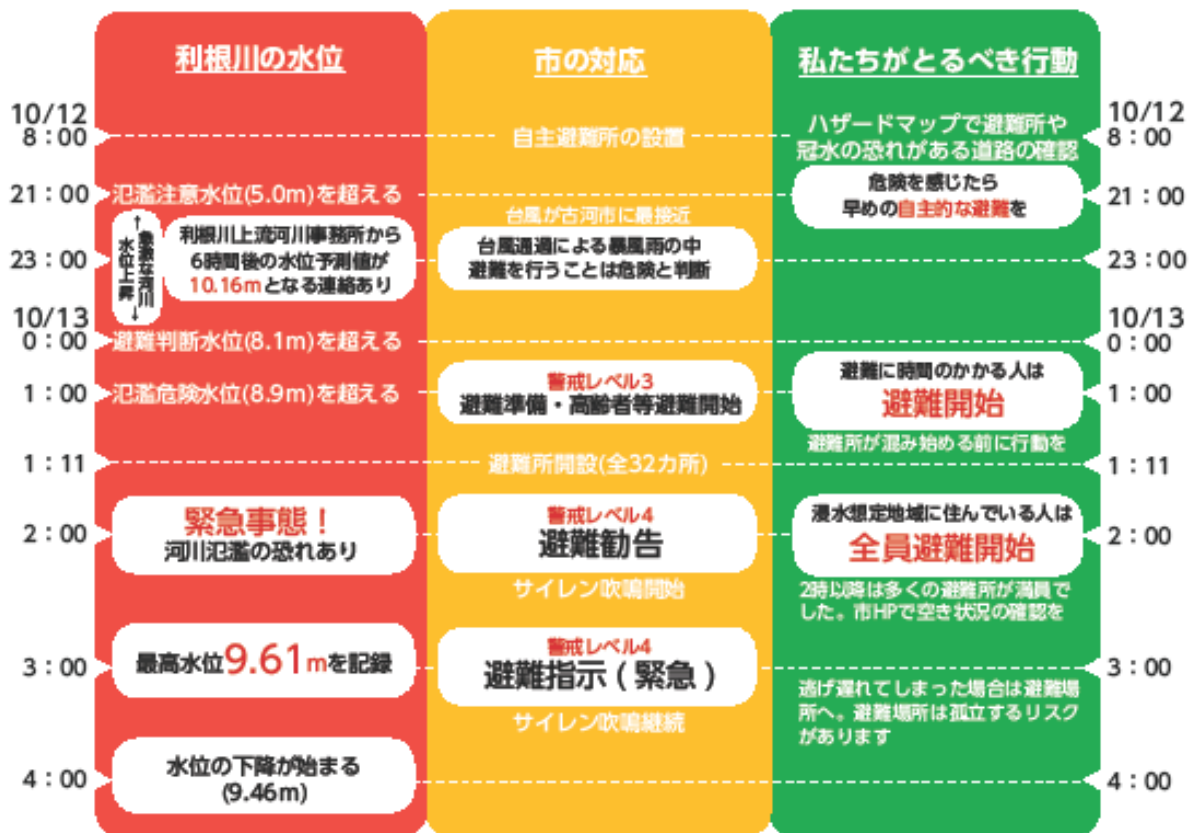 利根川の水位
市の対応
私たちがとるべき行動
10/12
8：00
自主避難所の設置
ハザードマップで避難所や
冠水の恐れがある道路の確認
10/12
8：00
21：00
氾濫注意水位(5.0m)を超える
危険を感じたら
早めの自主的な避難を
21：00
台風が古河市に最接近
23：00
←急激な河川
水位上昇→
利根川上流河川事務所から
6時間後の水位予測値が
10.16mとなる連絡あり
台風通過による暴風雨の中
避難を行うことは危険と判断
23：00
10/13
0：00
避難判断水位(8.1m)を超える
10/13
0：00
1：00
氾濫危険水位(8.9m)を超える
警戒レベル3
避難準備・高齢者等避難開始
避難に時間のかかる人は
避難開始
1：00
避難所が混み始める前に行動を
1：11
避難所開設(全32カ所)
1：11
2：00
緊急事態！
河川氾濫の恐れあり
警戒レベル4
避難勧告
サイレン吹鳴開始
浸水想定地域に住んでいる人は
全員避難開始
2：00
2時以降は多くの避難所が満員で
した。市HPで空き状況の確認を
3：00
最高水位9.61mを記録
警戒レベル4
避難指示(緊急)
サイレン吹鳴継続
3：00
逃げ遅れてしまった場合は避難場
所へ。避難場所は孤立するリスク
があります
4：00
水位の下降が始まる
(9.46m)
4：00